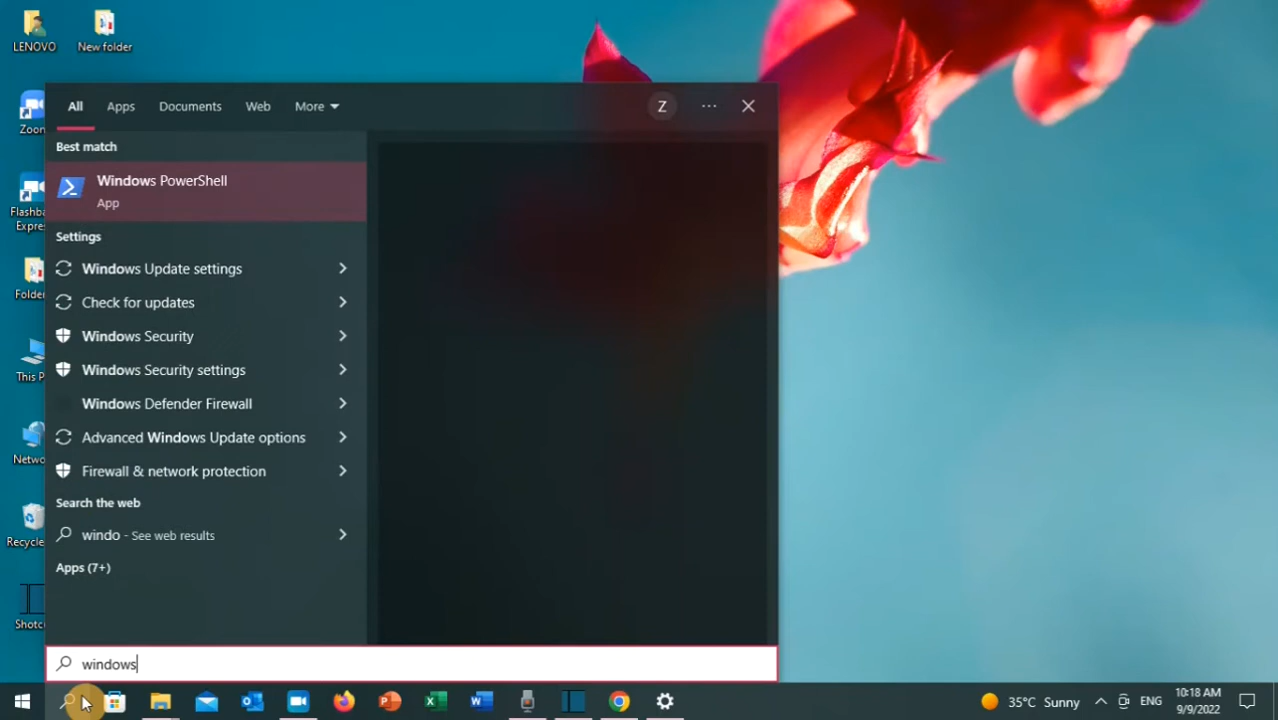 LENOVO
New folder
Zoom
Flashba
Expres
Folder
This P
Netwo
Recycle
Shotc
All
Apps
Documents
Web
More
Z
Best match
Windows PowerShell
App
Settings
Windows Update settings
Check for updates
Windows Security
Windows Security settings
Windows Defender Firewall
Advanced Windows Update options
Firewall & network protection
Search the web
windo - See web results
Apps (7+)
windows
35°C Sunny
ENG
10:18 AM
9/9/2022